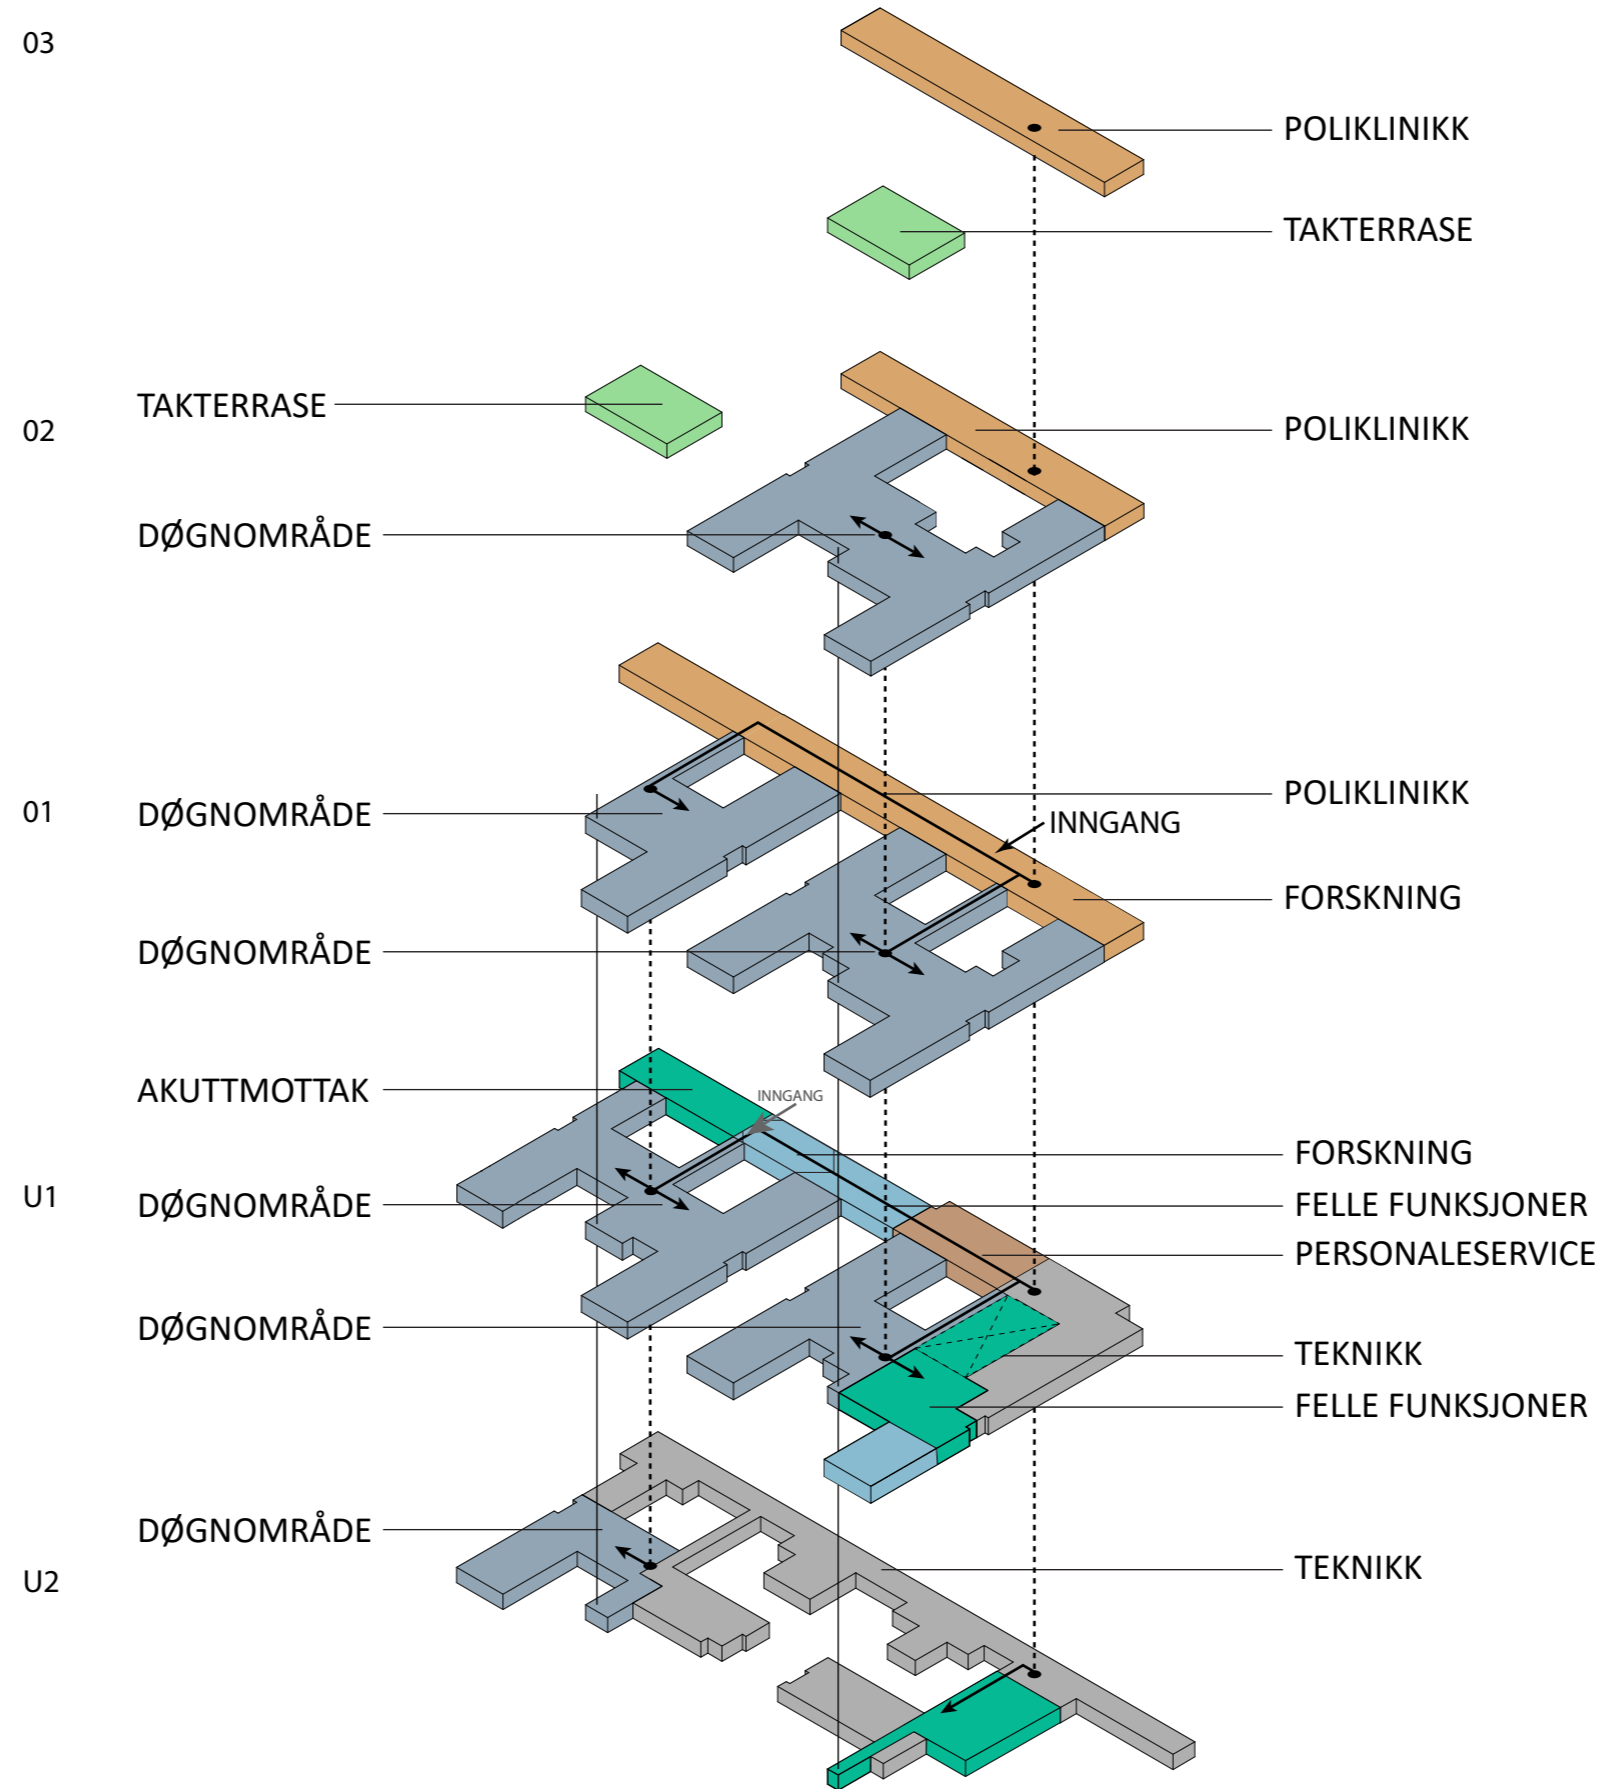 03
POLIKLINIKK
TAKTERRASE
TAKTERRASE
02
POLIKLINIKK
DØGNOMRÅDE
01
DØGNOMRÅDE
POLIKLINIKK
INNGANG
FORSKNING
DØGNOMRÅDE
AKUTTMOTTAK
INNGANG
FORSKNING
U1
DØGNOMRÅDE
FELLE FUNKSJONER
PERSONALESERVICE
DØGNOMRÅDE
TEKNIKK
FELLE FUNKSJONER
DØGNOMRÅDE
U2
TEKNIKK